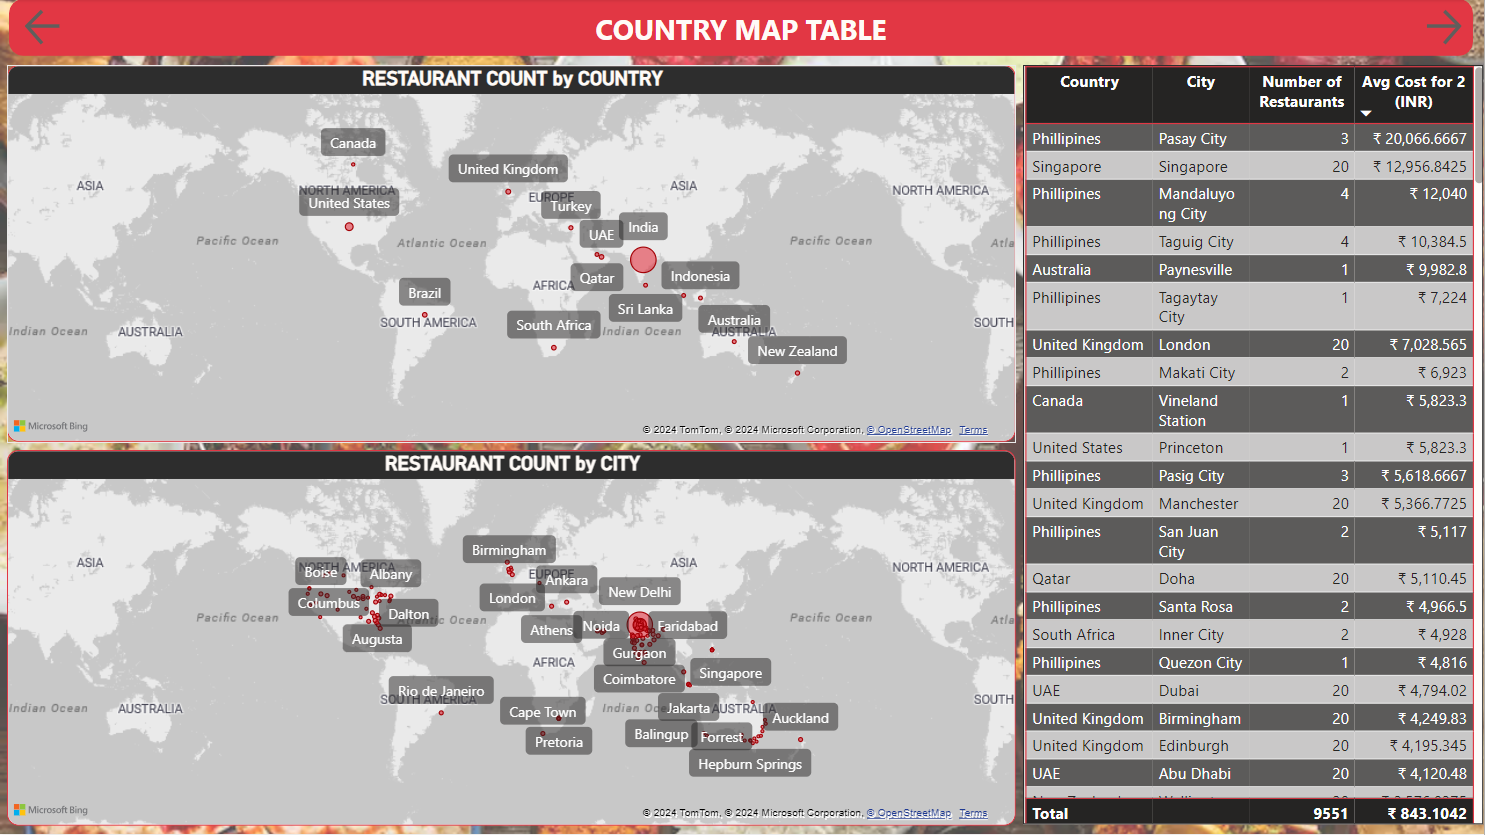 COUNTRY MAP TABLE
RESTAURANT COUNT by COUNTRY
Canada
United Kingdom
ASIA
NORTH AMERICA
EUROPE
ASIA
NORTH AMERICA
United States
Turkey
India
UAE
Pacific Ocean
Atlantic Ocean
Pacific Ocean
Atla
AFRICA
Qatar
Indonesia
Brazil
Sri Lanka
SOUTH AMERICA
South Africa
Indian Ocean
Australia
SOUTH
Indian Ocean
AUSTRALIA
AUSTRALIA
New Zealand
Microsoft Bing
© 2024 TomTom, © 2024 Microsoft Corporation, © OpenStreetMap Terms
RESTAURANT COUNT by CITY
Birmingham
ASIA
NORTH AMERICA
Boise
Albany
EUROPE
Ankara
ASIA
NORTH AMERICA
New Delhi
London
Columbus
Dalton
Pacific Ocean
Atlantic Ocean
Athens
Noida
Faridabad
Pacific Ocean
Atla
Augusta
Gurgaon
AFRICA
Coimbatore
Singapore
Rio de Janeiro
SOUTH AMERICA
SOUTH
Indian Ocean
AUSTRALIA
Cape Town
Indian Oc
Jakarta
AUSTRALIA
Auckland
Pretoria
Balingup
Forrest
Hepburn Springs
Microsoft Bing
© 2024 TomTom, © 2024 Microsoft Corporation, © OpenStreetMap Terms
Country City Number of Restaurants Avg Cost for 2 (INR)
Phillipines Pasay City 3 ₹ 20,066.6667
Singapore Singapore 20 ₹ 12,956.8425
Phillipines Mandaluyo 4 ₹ 12,040
ng City
Phillipines Taguig City 4 ₹ 10,384.5
Australia Paynesville 1 ₹ 9,982.8
Phillipines Tagaytay 1 ₹ 7,224
City
United Kingdom London 20 ₹ 7,028.565
Phillipines Makati City 2 ₹ 6,923
Canada Vineland 1 ₹ 5,823.3
Station
United States Princeton 1 ₹ 5,823.3
Phillipines Pasig City 3 ₹ 5,618.6667
United Kingdom Manchester 20 ₹ 5,366.7725
Phillipines San Juan 2 ₹ 5,117
City
Qatar Doha 20 ₹ 5,110.45
Phillipines Santa Rosa 2 ₹ 4,966.5
South Africa Inner City 2 ₹ 4,928
Phillipines Quezon City 1 ₹ 4,816
UAE Dubai 20 ₹ 4,794.02
United Kingdom Birmingham 20 ₹ 4,249.83
United Kingdom Edinburgh 20 ₹ 4,195.345
UAE Abu Dhabi 20 ₹ 4,120.48
Total 9551 ₹ 843.1042